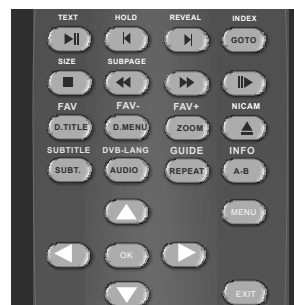 TEXT HOLD REVEAL INDEX
GOTO
SIZE SUBPAGE
FAV FAV- FAV+ NICAM
D.TITLE D.MENU ZOOM
SUBTITLE DVB-LANG GUIDE INFO
SUBT. AUDIO REPEAT A-B
MENU
OK
EXIT